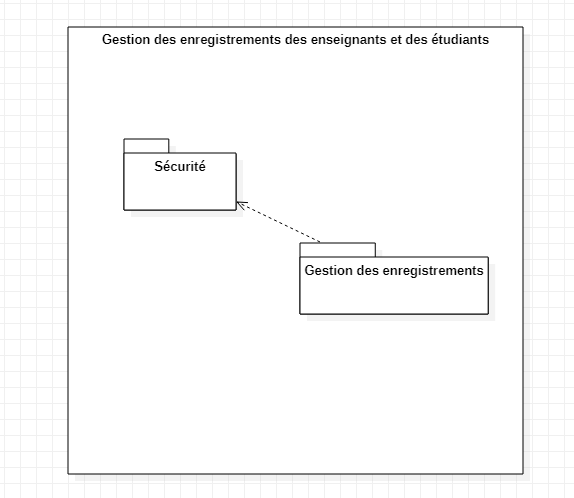 Gestion des enregistrements des enseignants et des étudiants
Sécurité
Gestion des enregistrements